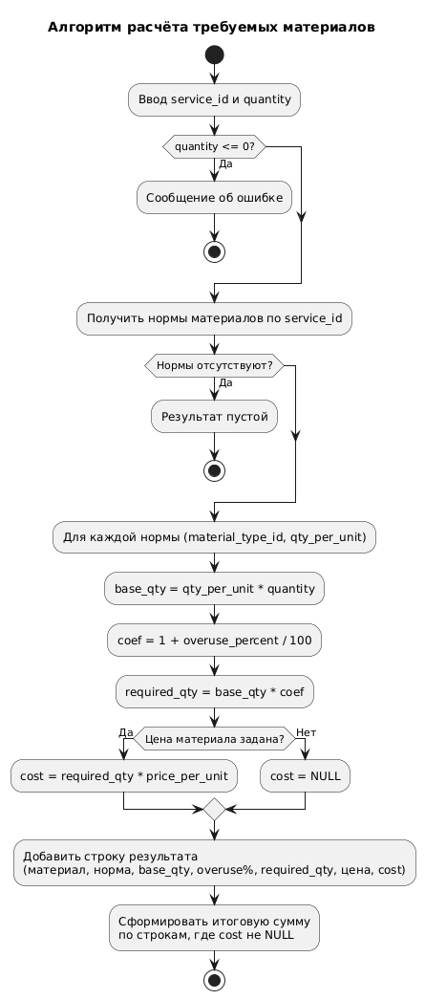 Алгоритм расчёта требуемых материалов
Ввод service_id и quantity
quantity <= 0?
Да
Сообщение об ошибке
Получить нормы материалов по service_id
Нормы отсутствуют?
Да
Результат пустой
Для каждой нормы (material_type_id, qty_per_unit)
base_qty = qty_per_unit * quantity
coef = 1 + overuse_percent / 100
required_qty = base_qty * coef
Да
Цена материала задана?
Нет
cost = required_qty * price_per_unit
cost = NULL
Добавить строку результата
(материал, норма, base_qty, overuse%, required_qty, цена, cost)
Сформировать итоговую сумму
по строкам, где cost не NULL